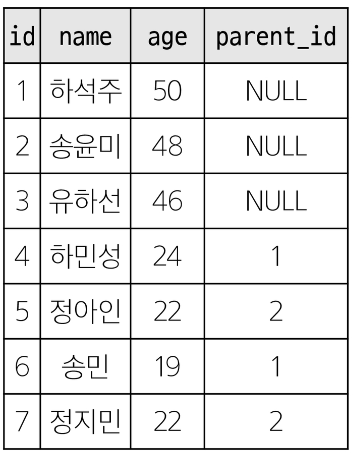 id name age parent_id
1 하석주 50 NULL
2 송윤미 48 NULL
3 유하선 46 NULL
4 하민성 24 1
5 정아인 22 2
6 송민 19 1
7 정지민 22 2